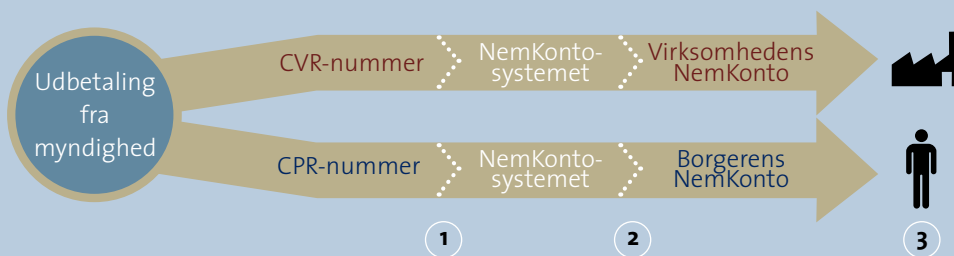 Udbetaling
fra
myndighed
CVR-nummer
NemKonto-
systemet
Virksomhedens
NemKonto
CPR-nummer
NemKonto-
systemet
Borgerens
NemKonto
1
2
3